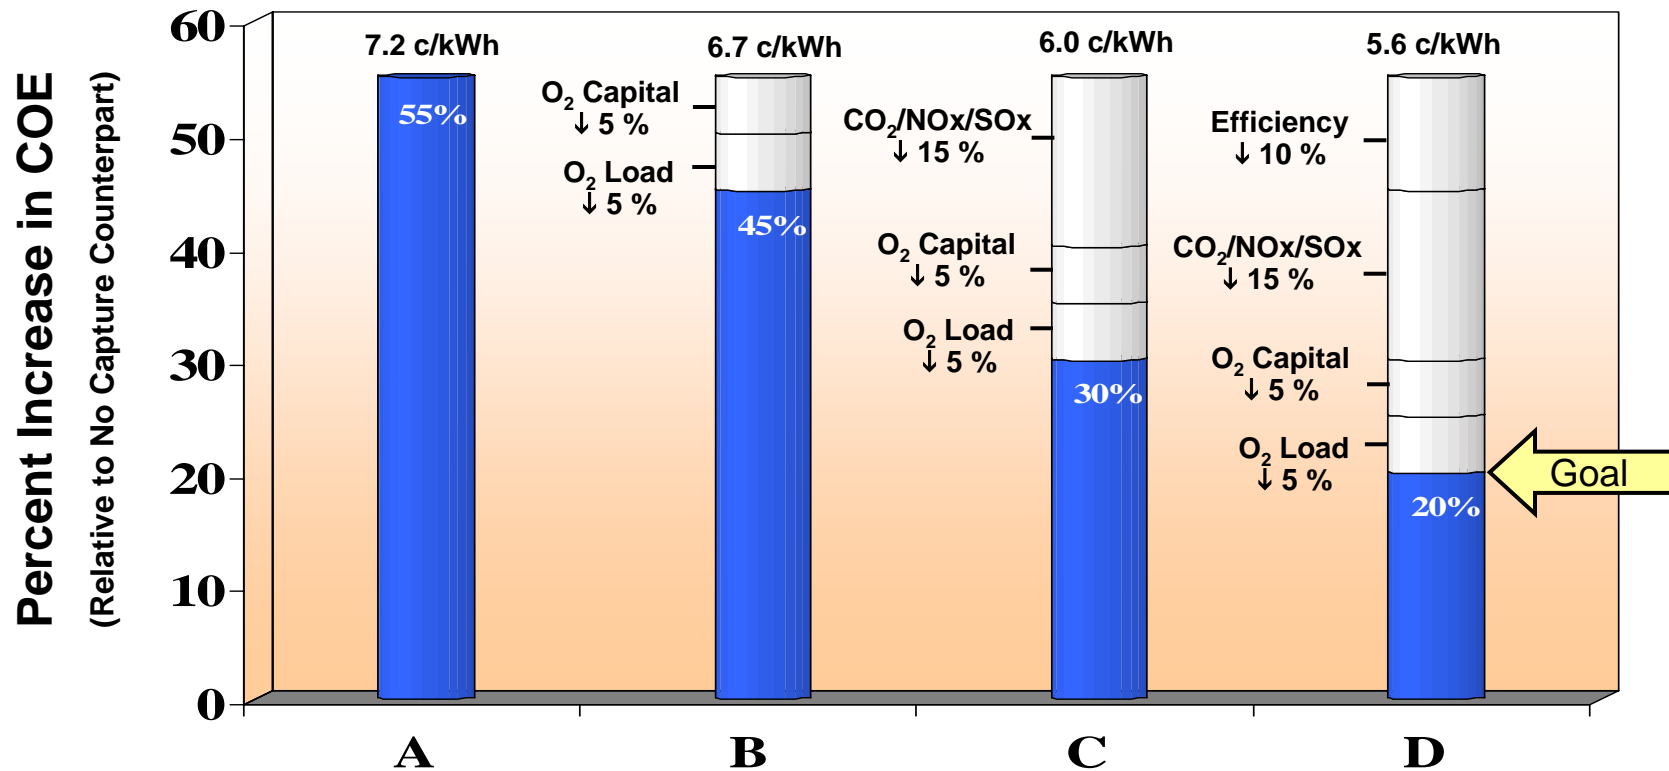 Percent Increase in COE
(Relative to No Capture Counterpart)
60
50
40
30
20
10
0
7.2 c/kWh
55%
A
6.7 c/kWh
O₂ Capital
↓ 5 %
O₂ Load
↓ 5 %
45%
B
6.0 c/kWh
CO₂/NOx/SOx
↓ 15 %
O₂ Capital
↓ 5 %
O₂ Load
↓ 5 %
30%
C
5.6 c/kWh
Efficiency
↓ 10 %
CO₂/NOx/SOx
↓ 15 %
O₂ Capital
↓ 5 %
O₂ Load
↓ 5 %
20%
D
Goal